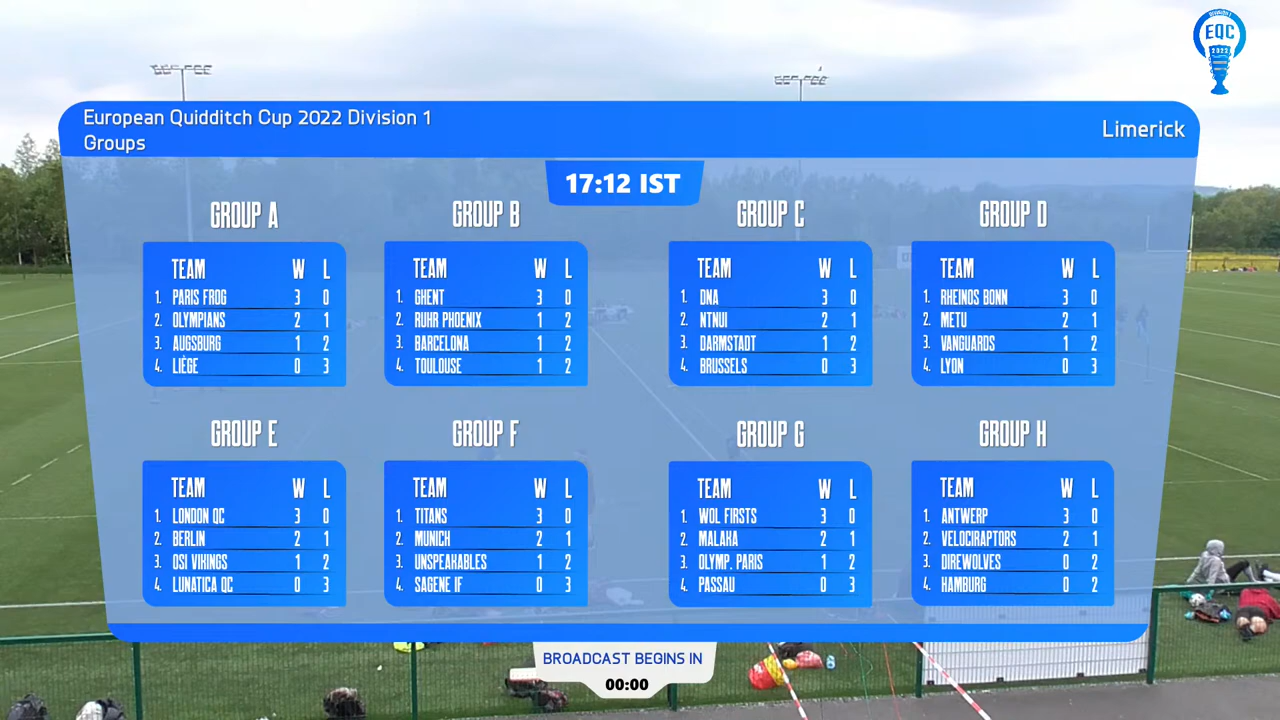 DIVISION 1
EQC
2022
European Quidditch Cup 2022 Division 1
Groups
Limerick
17:12 IST
GROUP A
TEAM W L
1. PARIS FROG 3 0
2. OLYMPIANS 2 1
3. AUGSBURG 1 2
4. LIÈGE 0 3
GROUP B
TEAM W L
1. GHENT 3 0
2. RUHR PHOENIX 1 2
3. BARCELONA 1 2
4. TOULOUSE 1 2
GROUP C
TEAM W L
1. DNA 3 0
2. NTNUI 2 1
3. DARMSTADT 1 2
4. BRUSSELS 0 3
GROUP D
TEAM W L
1. RHEINOS BONN 3 0
2. METU 2 1
3. VANGUARDS 1 2
4. LYON 0 3
GROUP E
TEAM W L
1. LONDON QC 3 0
2. BERLIN 2 1
3. OSI VIKINGS 1 2
4. LUNATICA QC 0 3
GROUP F
TEAM W L
1. TITANS 3 0
2. MUNICH 2 1
3. UNSPEAKABLES 1 2
4. SAGENE IF 0 3
GROUP G
TEAM W L
1. WOL FIRSTS 3 0
2. MALAKA 2 1
3. OLYMP. PARIS 1 2
4. PASSAU 0 3
GROUP H
TEAM W L
1. ANTWERP 3 0
2. VELOCIRAPTORS 2 1
3. DIREWOLVES 0 2
4. HAMBURG 0 2
BROADCAST BEGINS IN
00:00